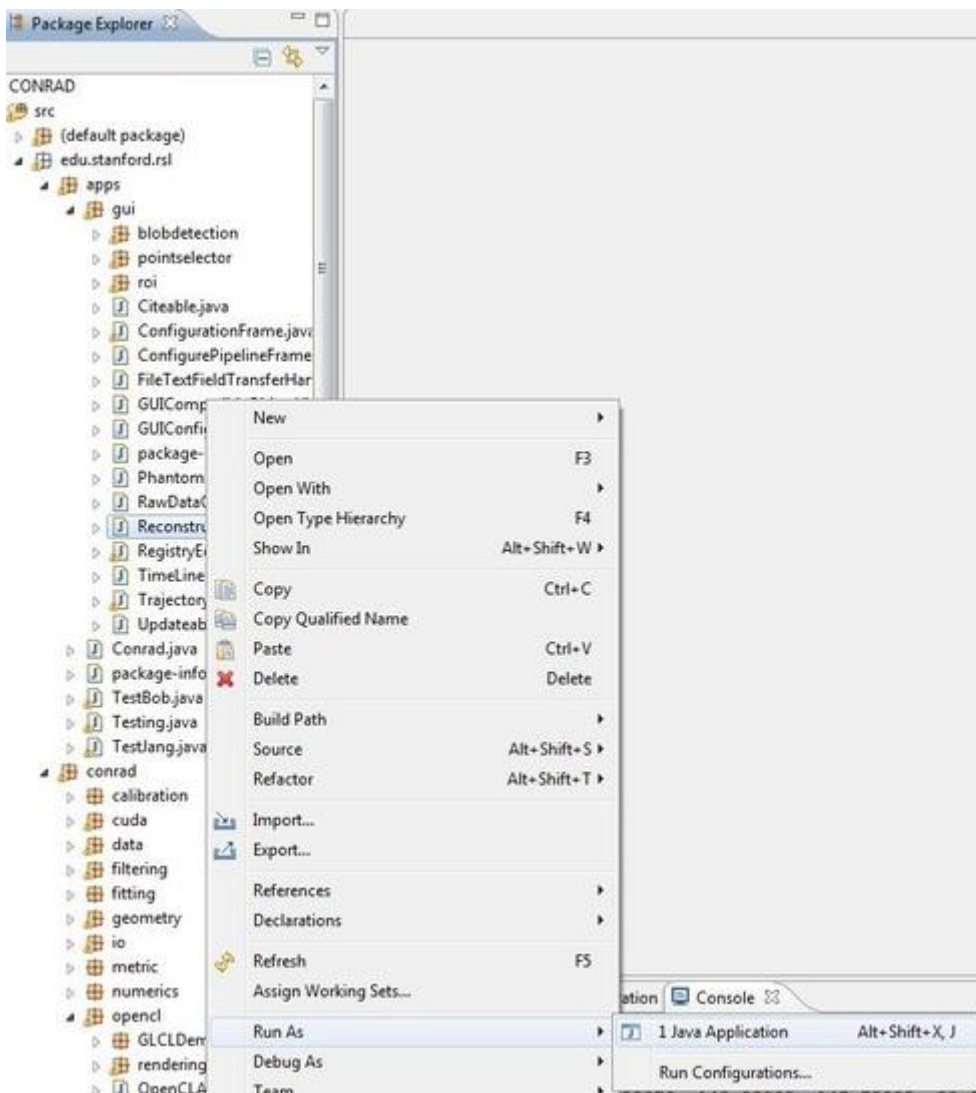 Package Explorer
CONRAD
src
(default package)
edu.stanford.rsl
apps
gui
blobdetection
pointselector
roi
Citeable.java
ConfigurationFrame.java
ConfigurePipelineFrame
FileTextFieldTransferHar
GUIComp
GUIConfi
package-
Phantom
RawData
Reconstru
RegistryE
TimeLine
Trajectory
Updateab
Conrad.java
package-info
TestBob.java
Testing.java
TestJang.java
conrad
calibration
cuda
data
filtering
fitting
geometry
io
metric
numerics
opencl
GLCLDem
rendering
OpenCLA
New
Open F3
Open With
Open Type Hierarchy F4
Show In Alt+Shift+W
Copy Ctrl+C
Copy Qualified Name
Paste Ctrl+V
Delete Delete
Build Path
Source Alt+Shift+S
Refactor Alt+Shift+T
Import...
Export...
References
Declarations
Refresh F5
Assign Working Sets...
Run As
Debug As
Team
ation Console
1 Java Application Alt+Shift+X, J
Run Configurations...